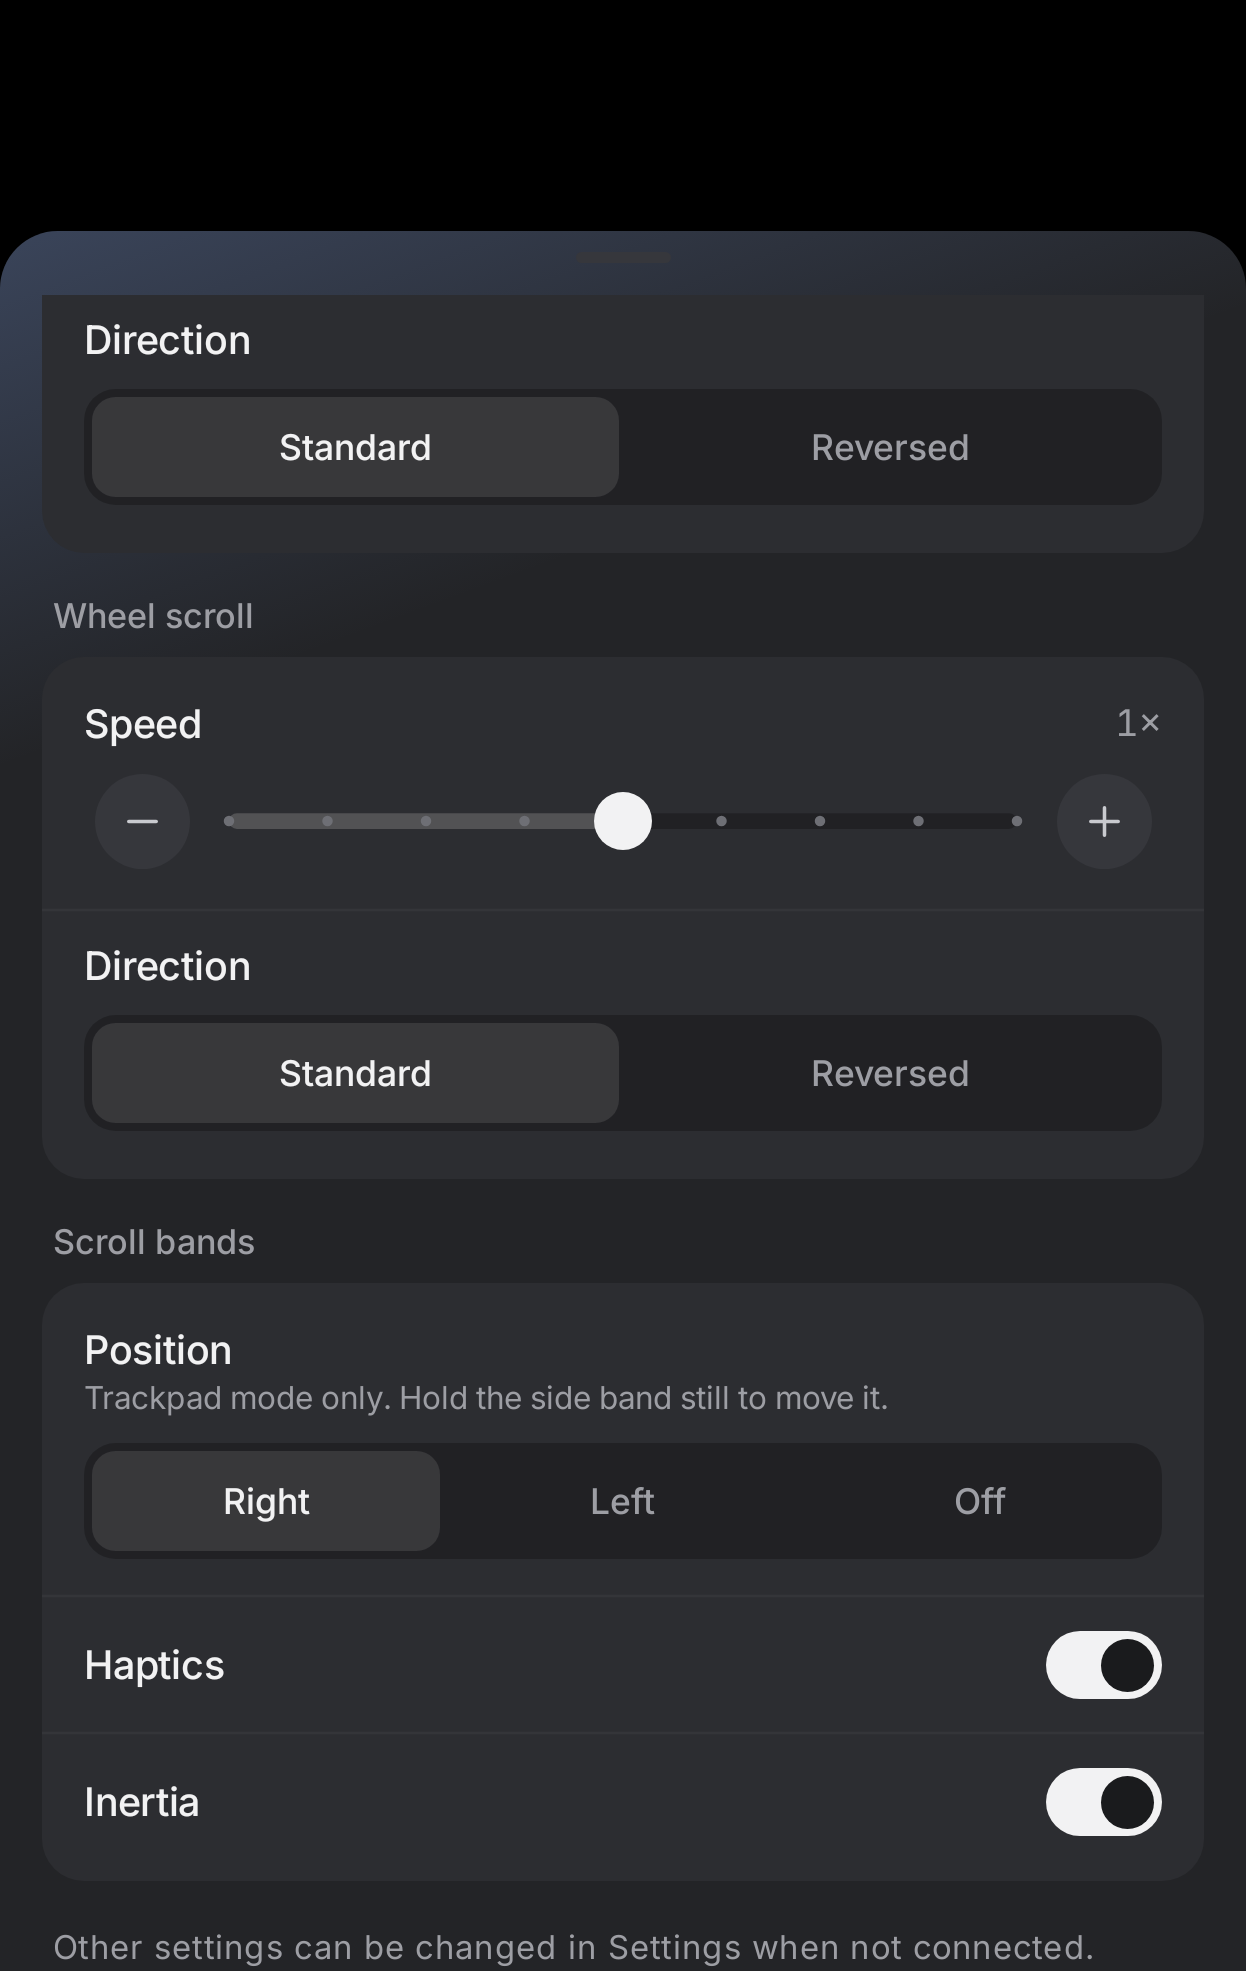 Direction
Standard
Reversed
Wheel scroll
Speed
1×
Direction
Standard
Reversed
Scroll bands
Position
Trackpad mode only. Hold the side band still to move it.
Right
Left
Off
Haptics
Inertia
Other settings can be changed in Settings when not connected.